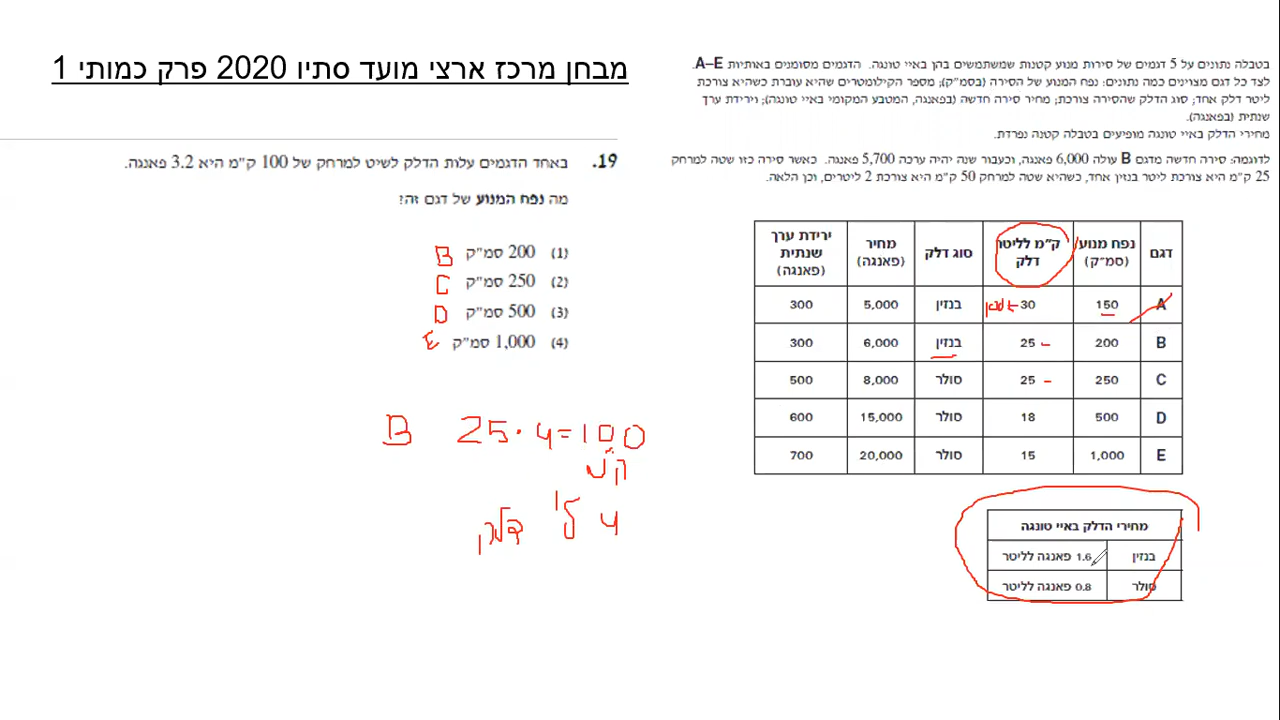 מבחן מרכז ארצי מועד סתיו 2020 פרק כמותי 1
בטבלה נתונים על 5 דגמים של סירות מנוע קטנות שמשתמשים בהן באיי טונגה. הדגמים מסומנים באותיות A–E.
לצד כל דגם מצוינים כמה נתונים: נפח המנוע של הסירה (בסמ"ק); מספר הקילומטרים שהיא עוברת כשהיא צורכת
ליטר דלק אחד; סוג הדלק שהסירה צורכת; מחיר סירה חדשה (בפאנגה, המטבע המקומי באיי טונגה); וירידת ערך
שנתית (בפאנגה).
מחירי הדלק באיי טונגה מופיעים בטבלה קטנה נפרדת.
לדוגמה: סירה חדשה מדגם B עולה 6,000 פאנגה, וכעבור שנה יהיה ערכה 5,700 פאנגה. כאשר סירה כזו שטה למרחק
25 ק"מ היא צורכת ליטר בנזין אחד, כשהיא שטה למרחק 50 ק"מ היא צורכת 2 ליטרים, וכן הלאה.
דגם נפח מנוע (סמ"ק) ק"מ לליטר דלק סוג דלק מחיר (פאנגה) ירידת ערך שנתית (פאנגה)
A 150 30 בנזין 5,000 300
B 200 25 בנזין 6,000 300
C 250 25 סולר 8,000 500
D 500 18 סולר 15,000 600
E 1,000 15 סולר 20,000 700
מחירי הדלק באיי טונגה
בנזין 1.6 פאנגה לליטר
סולר 0.8 פאנגה לליטר
19. באחד הדגמים עלות הדלק לשיט למרחק של 100 ק"מ היא 3.2 פאנגה.
מה נפח המנוע של דגם זה?
(1) 200 סמ"ק B
(2) 250 סמ"ק C
(3) 500 סמ"ק D
(4) 1,000 סמ"ק E
B 25·4=100
ק"מ
4 ל'